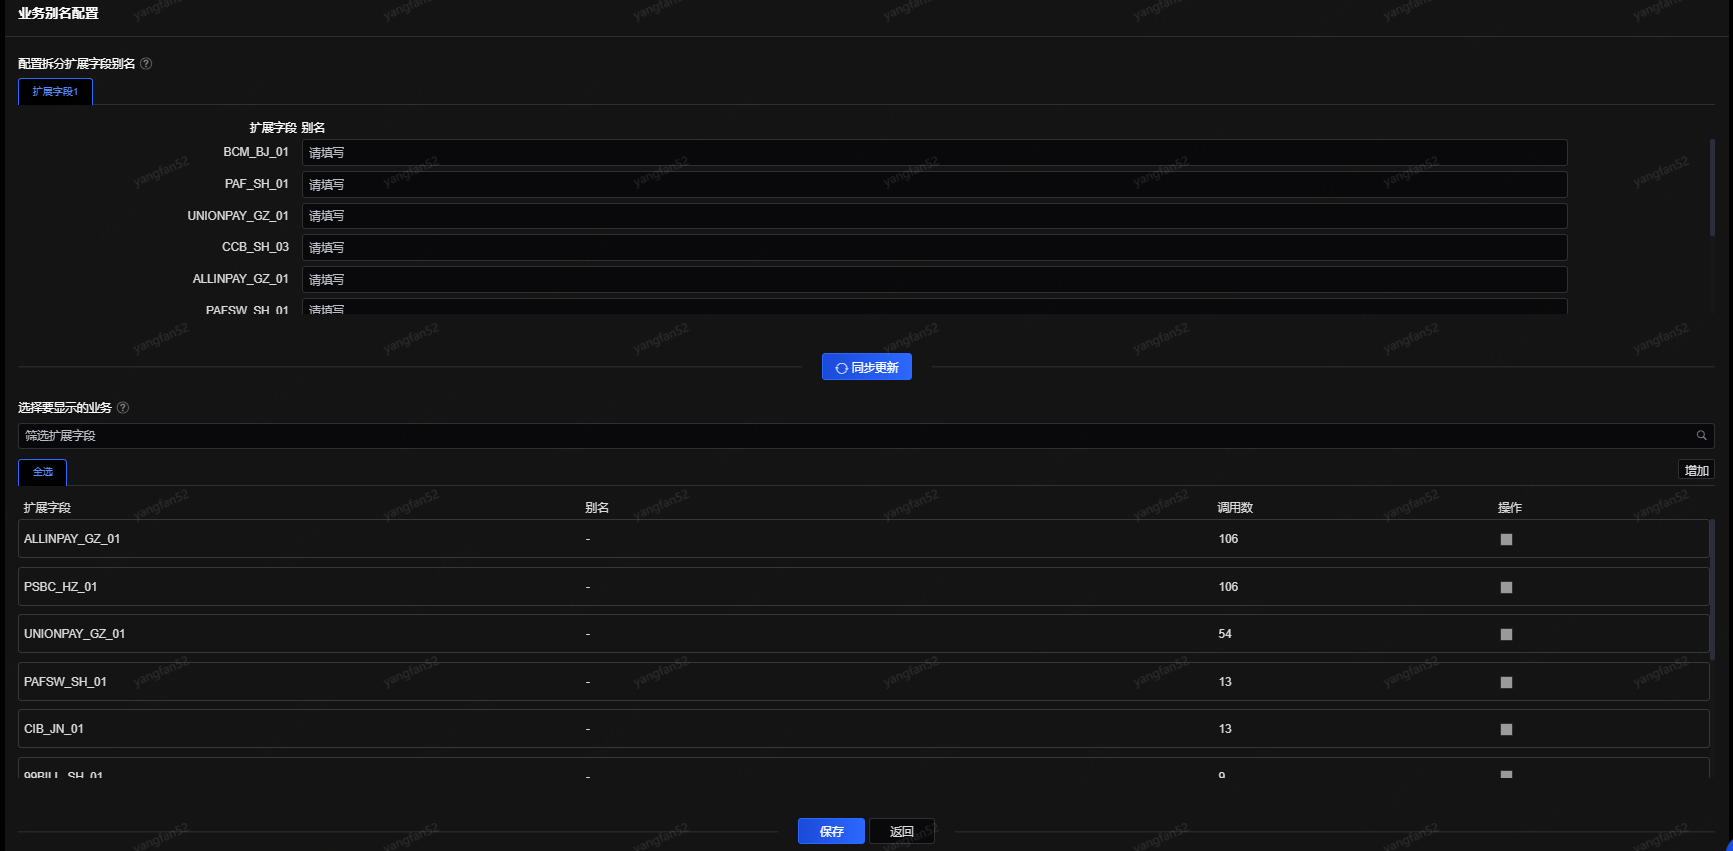 业务别名配置
配置拆分扩展字段别名 ?
扩展字段1
扩展字段 别名
BCM_BJ_01 请填写
PAF_SH_01 请填写
UNIONPAY_GZ_01 请填写
CCB_SH_03 请填写
ALLINPAY_GZ_01 请填写
PAFSW_SH_01 请填写
同步更新
选择要显示的业务 ?
筛选扩展字段
全选 增加
扩展字段 别名 调用数 操作
ALLINPAY_GZ_01 - 106
PSBC_HZ_01 - 106
UNIONPAY_GZ_01 - 54
PAFSW_SH_01 - 13
CIB_JN_01 - 13
99BILL_SH_01 - 9
保存 返回
yangfan52